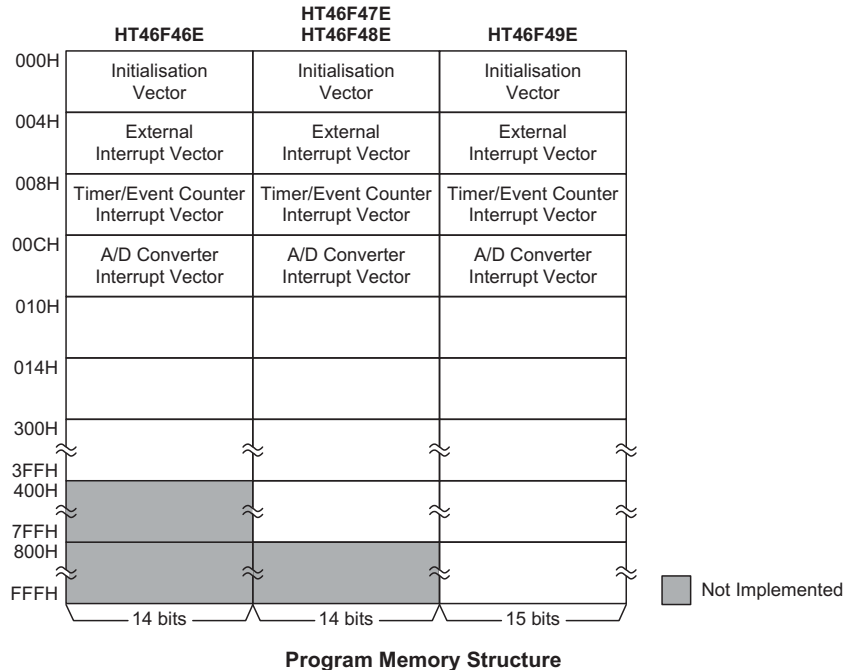 HT46F46E
HT46F47E
HT46F48E
HT46F49E
000H
Initialisation
Vector
Initialisation
Vector
Initialisation
Vector
004H
External
Interrupt Vector
External
Interrupt Vector
External
Interrupt Vector
008H
Timer/Event Counter
Interrupt Vector
Timer/Event Counter
Interrupt Vector
Timer/Event Counter
Interrupt Vector
00CH
A/D Converter
Interrupt Vector
A/D Converter
Interrupt Vector
A/D Converter
Interrupt Vector
010H
014H
300H
3FFH
400H
7FFH
800H
FFFH
Not Implemented
14 bits
14 bits
15 bits
Program Memory Structure